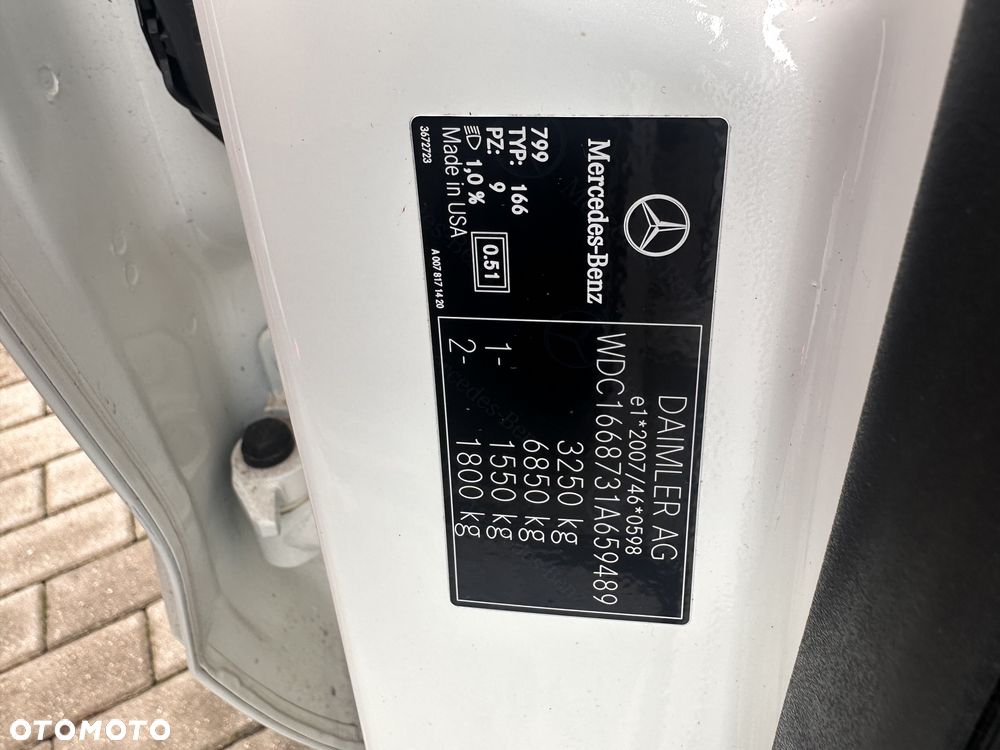 Mercedes-Benz
799
TYP: 166
PZ: 9
1,0 %
Made in USA
0.51
3672723
A 007 817 14 20
DAIMLER AG
e1*2007/46*0598
WDC1668731A659489
3250 kg
6850 kg
1- 1550 kg
2- 1800 kg
OTOMOTO